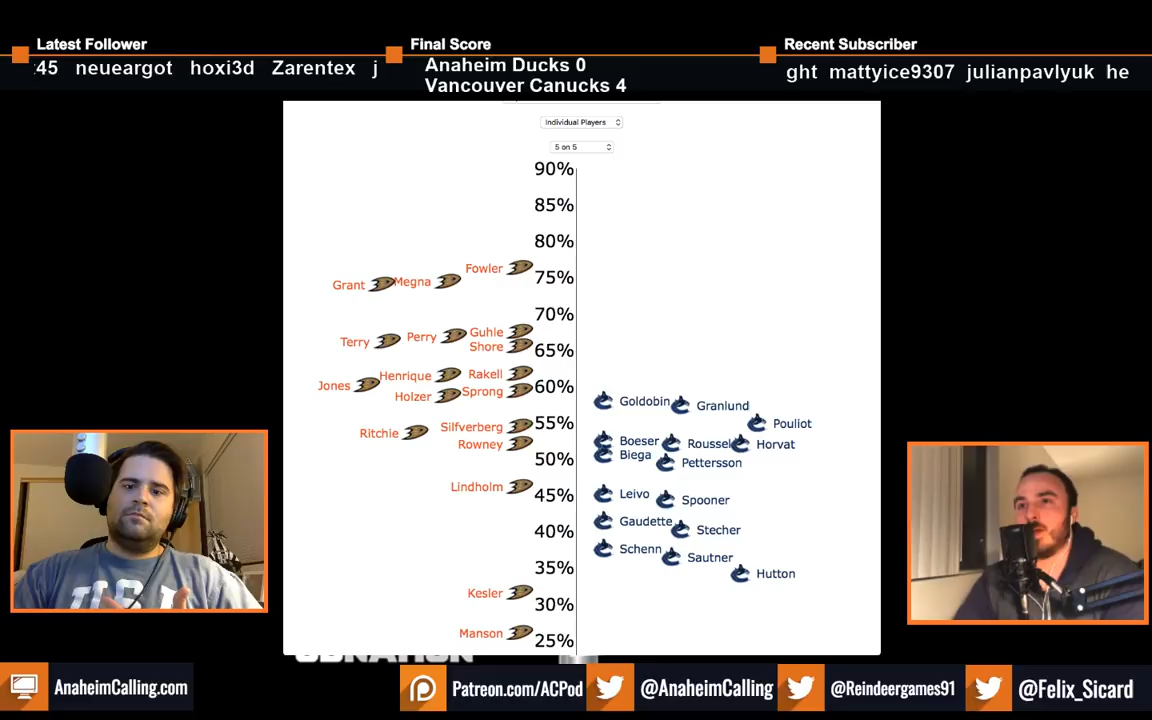 Latest Follower
Final Score
Recent Subscriber
45 neueargot hoxi3d Zarentex j
Anaheim Ducks 0
Vancouver Canucks 4
ght mattyice9307 julianpavlyuk he
Individual Players
5 on 5
90%
85%
80%
Fowler
75%
Grant
Megna
70%
Guhle
Perry
Terry
Shore
65%
Rakell
Henrique
Jones
60%
Sprong
Holzer
Goldobin
Granlund
55%
Pouliot
Silfverberg
Ritchie
Rowney
Boeser
Roussel
Horvat
Biega
50%
Pettersson
Lindholm
45%
Leivo
Spooner
Gaudette
40%
Stecher
Schenn
Sautner
35%
Hutton
Kesler
30%
Manson
25%
SBNATION
AnaheimCalling.com
Patreon.com/ACPod
@AnaheimCalling
@Reindeergames91
@Felix_Sicard